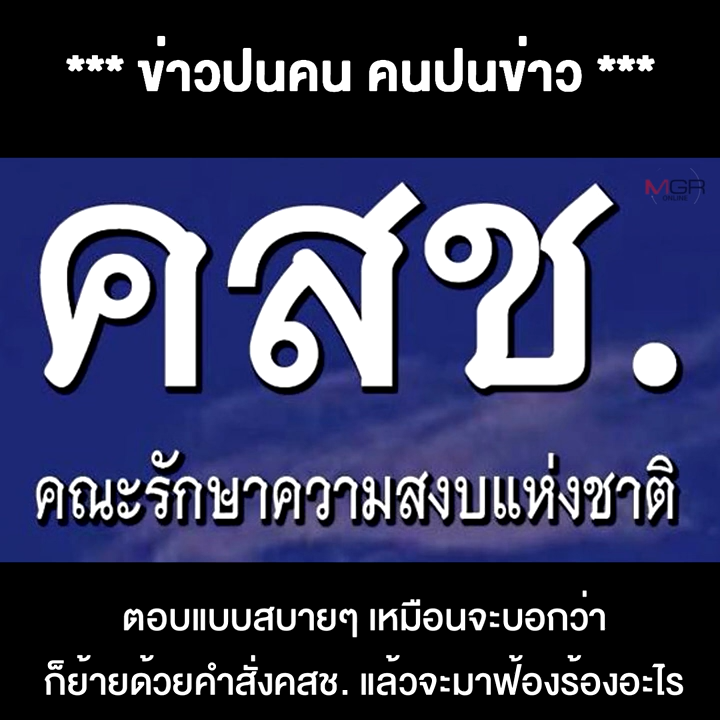 *** ข่าวปนคน คนปนข่าว ***
MGR
ONLINE
คสช.
คณะรักษาความสงบแห่งชาติ
ตอบแบบสบายๆ เหมือนจะบอกว่า
ก็ย้ายด้วยคำสั่งคสช. แล้วจะมาฟ้องร้องอะไร